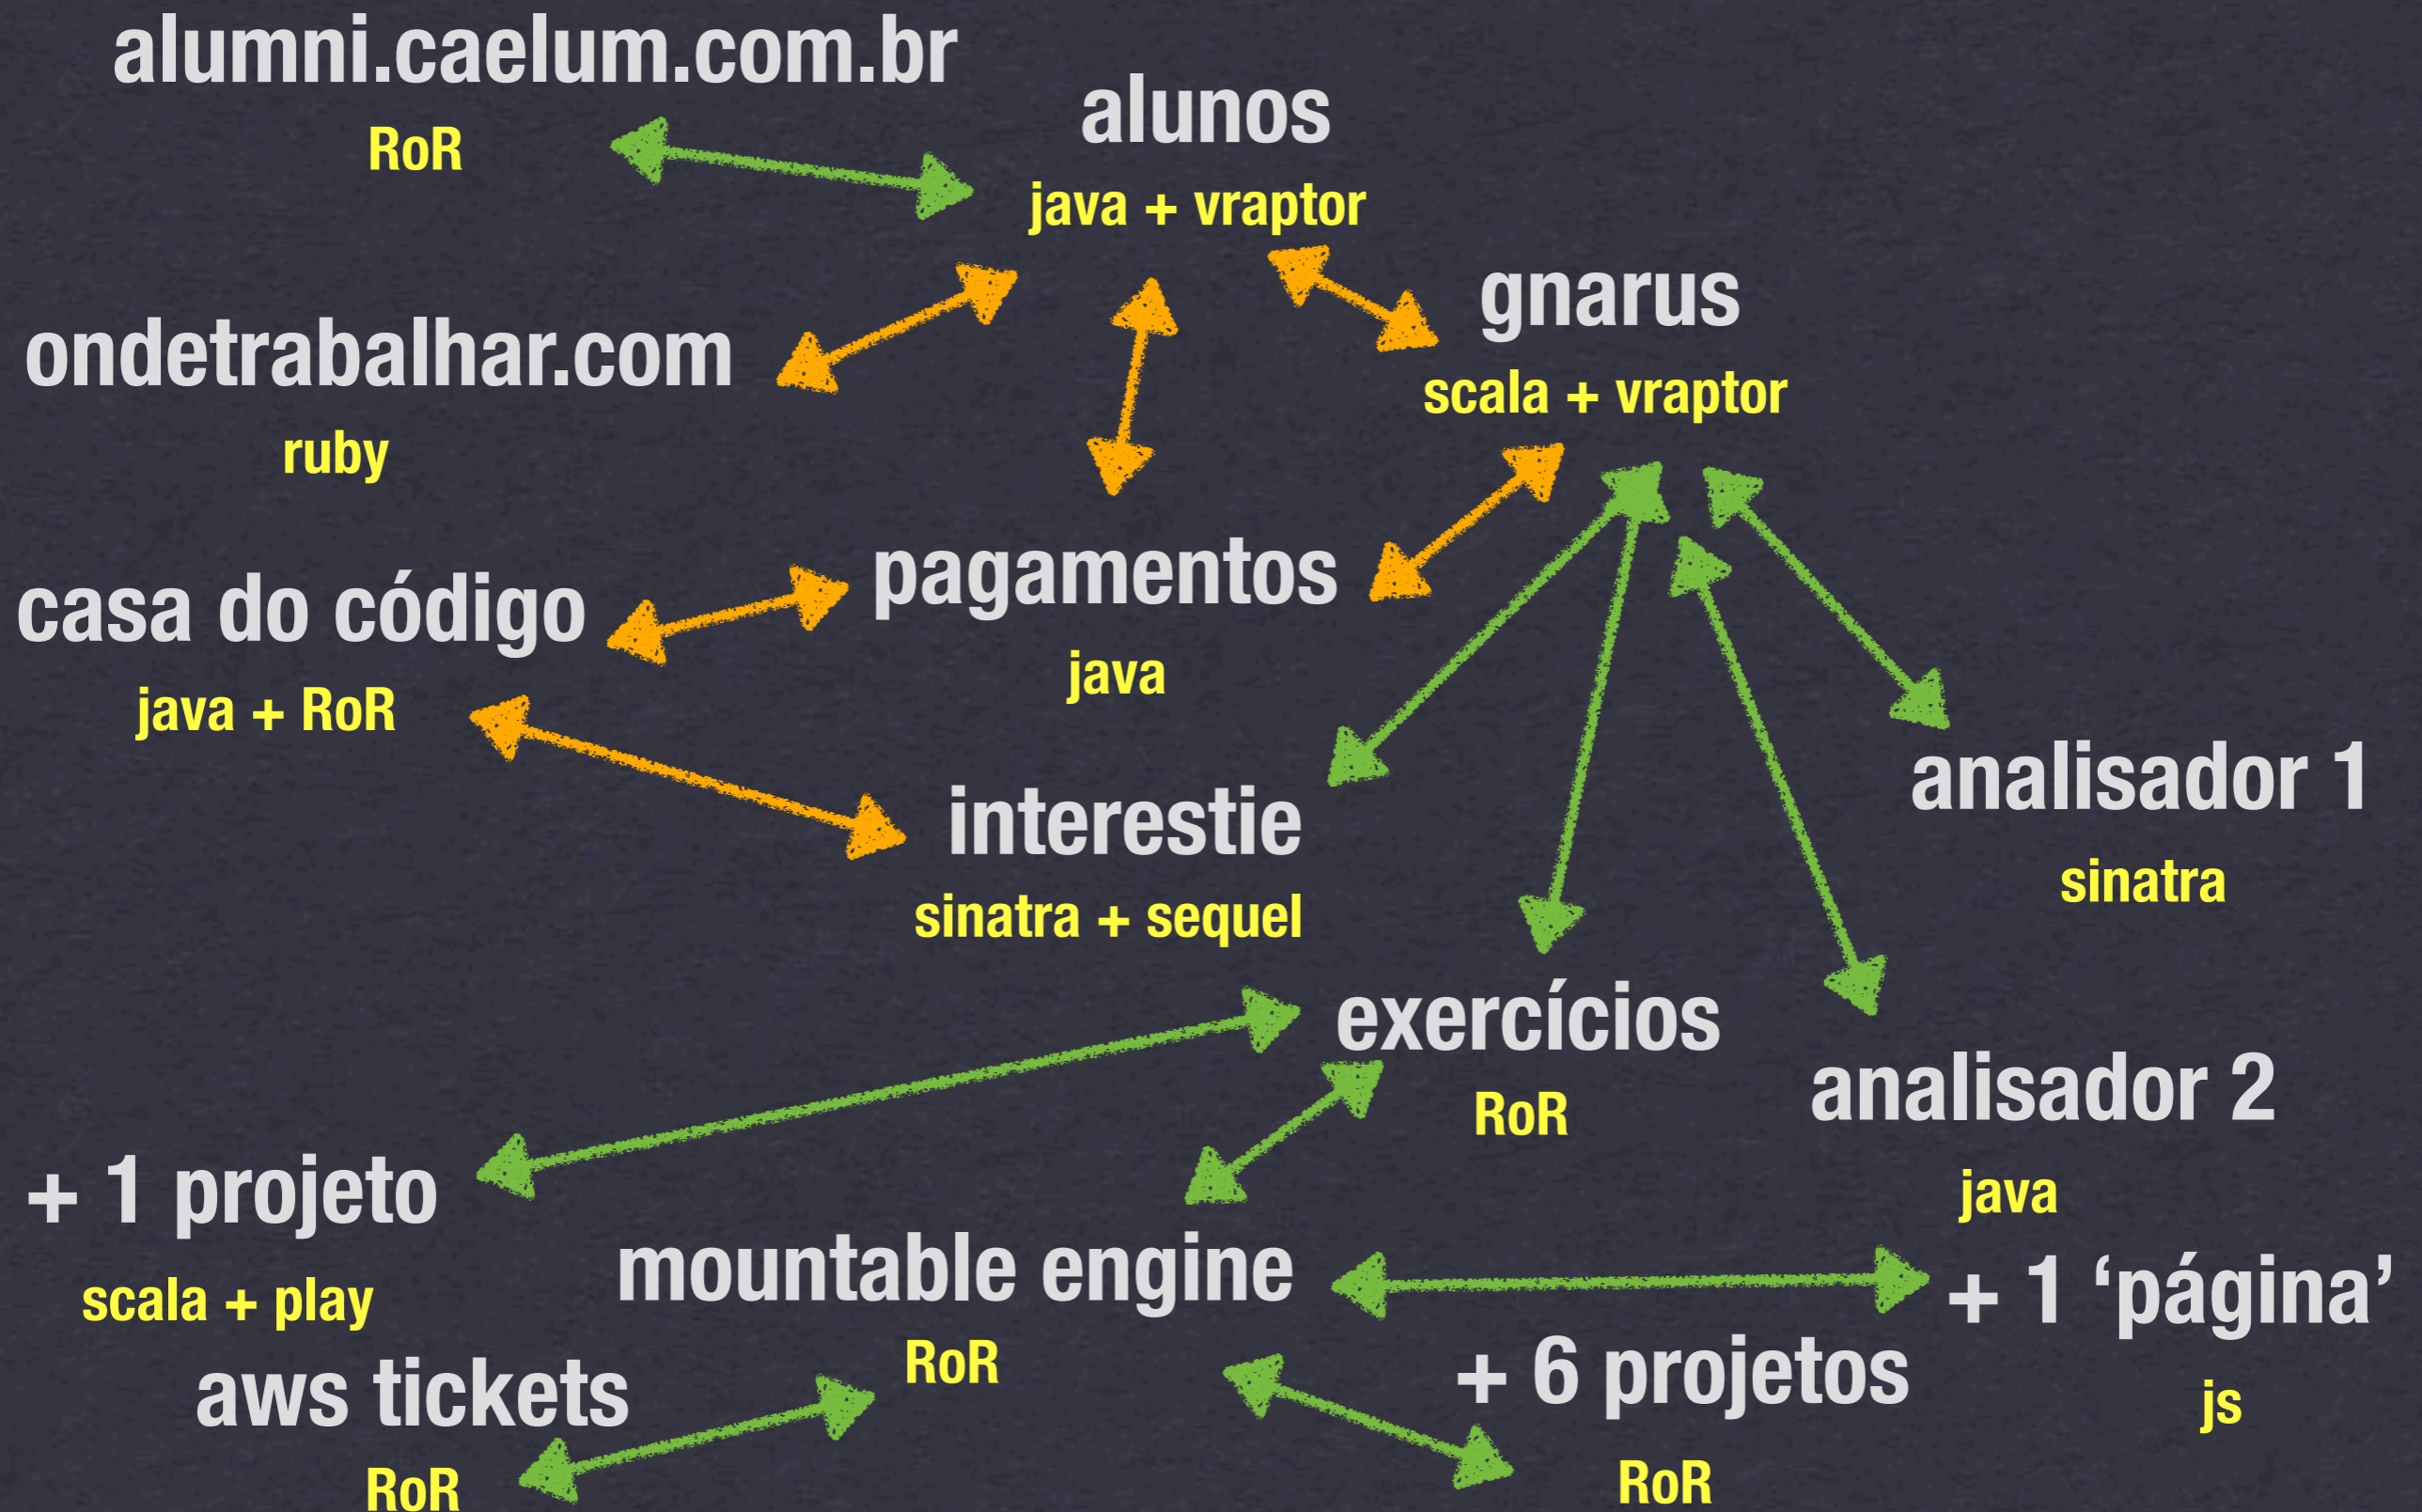 alumni.caelum.com.br
RoR
alunos
java + vraptor
ondetrabalhar.com
ruby
gnarus
scala + vraptor
casa do código
java + RoR
pagamentos
java
interestie
sinatra + sequel
analisador 1
sinatra
exercícios
RoR
analisador 2
java
+ 1 projeto
scala + play
mountable engine
RoR
+ 1 ‘página’
js
aws tickets
RoR
+ 6 projetos
RoR